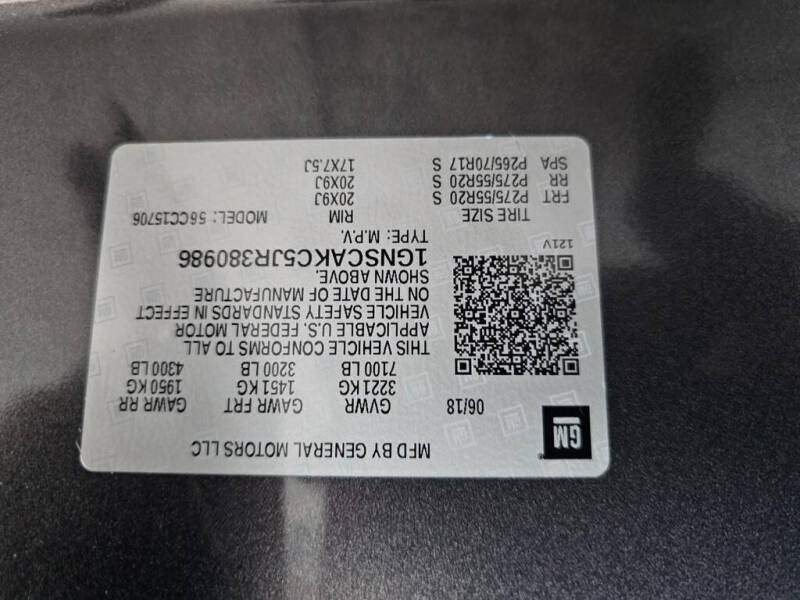 GM
MFD BY GENERAL MOTORS LLC
06/18
GVWR GAWR FRT GAWR RR
3221 KG 1451 KG 1950 KG
7100 LB 3200 LB 4300 LB
THIS VEHICLE CONFORMS TO ALL
APPLICABLE U.S. FEDERAL MOTOR
VEHICLE SAFETY STANDARDS IN EFFECT
ON THE DATE OF MANUFACTURE
SHOWN ABOVE.
1GNSCAKC5JR380986
121V
TYPE: M.P.V.
TIRE SIZE RIM MODEL: 56CC15706
FRT P275/55R20 S 20X9J
RR P275/55R20 S 20X9J
SPA P265/70R17 S 17X7.5J